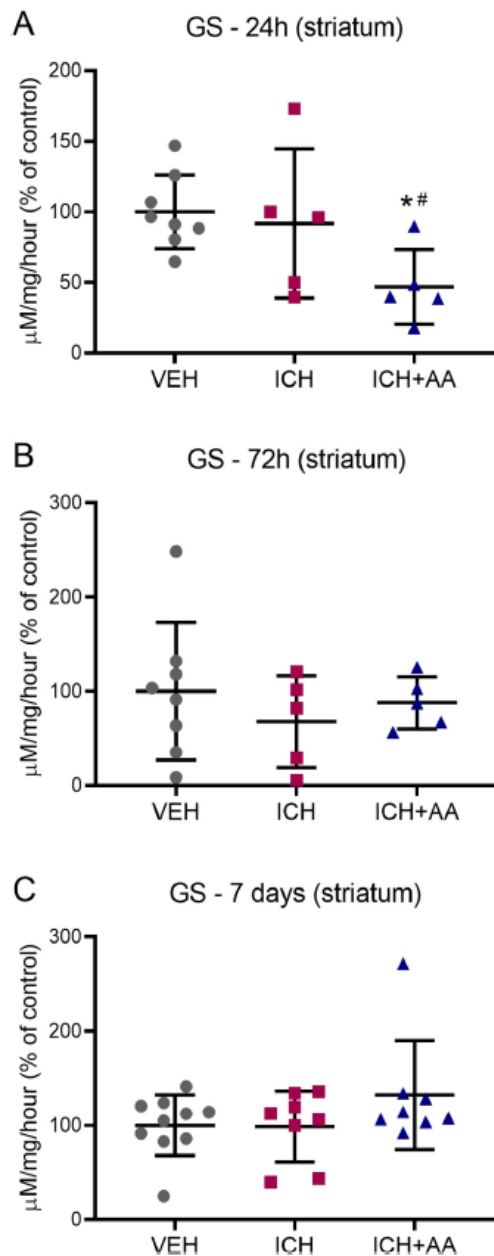 A
GS - 24h (striatum)
μM/mg/hour (% of control)
200
150
100
50
0
*#
VEH ICH ICH+AA
B
GS - 72h (striatum)
μM/mg/hour (% of control)
300
200
100
0
VEH ICH ICH+AA
C
GS - 7 days (striatum)
μM/mg/hour (% of control)
300
200
100
0
VEH ICH ICH+AA